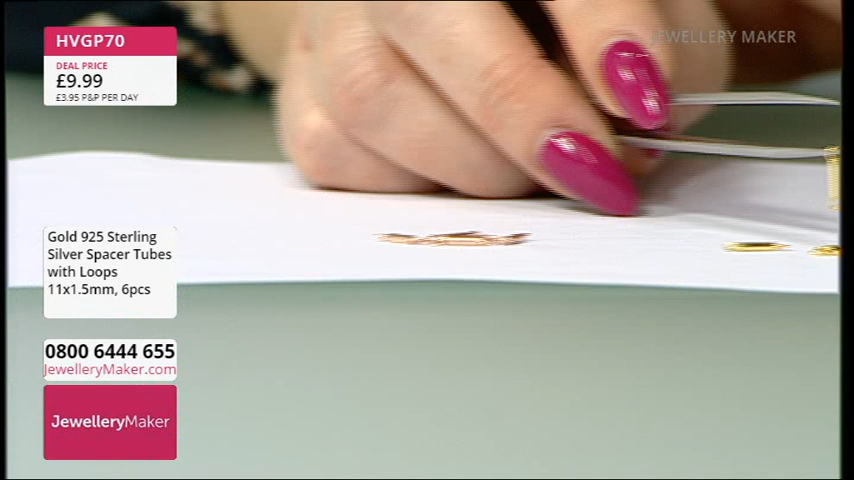 HVGP70
DEAL PRICE
£9.99
£3.95 P&P PER DAY
JEWELLERY MAKER
Gold 925 Sterling
Silver Spacer Tubes
with Loops
11x1.5mm, 6pcs
0800 6444 655
JewelleryMaker.com
JewelleryMaker